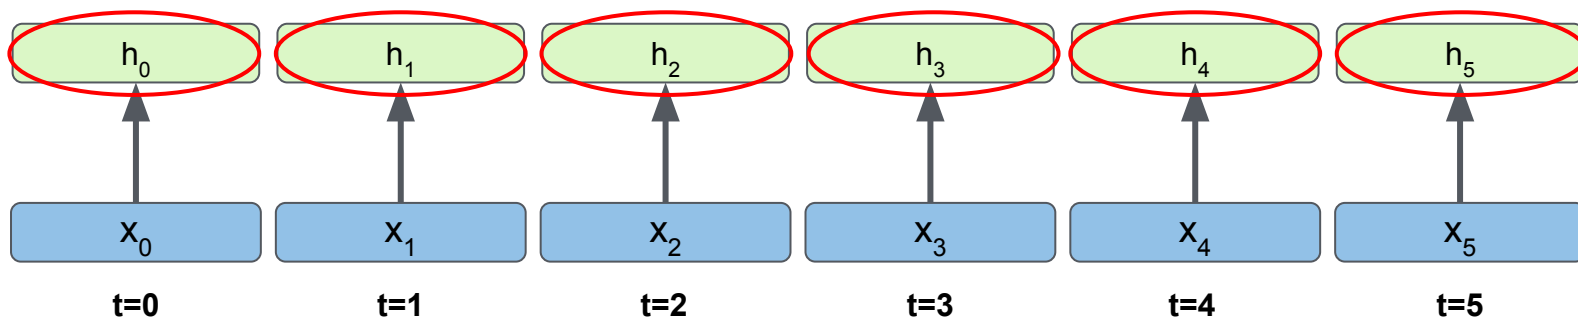 h₀ h₁ h₂ h₃ h₄ h₅
x₀ x₁ x₂ x₃ x₄ x₅
t=0 t=1 t=2 t=3 t=4 t=5